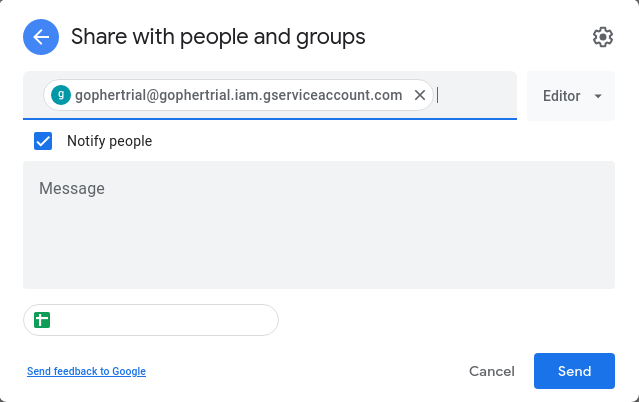 Share with people and groups
g gophertrial@gophertrial.iam.gserviceaccount.com
Editor
Notify people
Message
Send feedback to Google
Cancel
Send